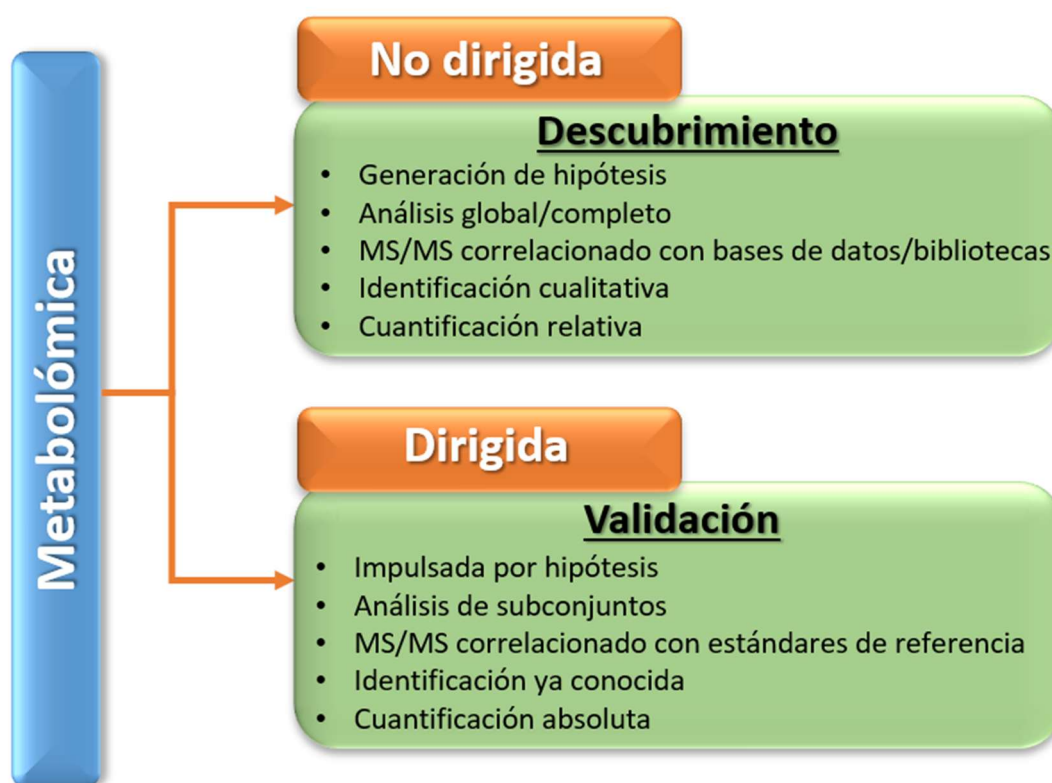 Metabolómica
No dirigida
Descubrimiento
• Generación de hipótesis
• Análisis global/completo
• MS/MS correlacionado con bases de datos/bibliotecas
• Identificación cualitativa
• Cuantificación relativa
Dirigida
Validación
• Impulsada por hipótesis
• Análisis de subconjuntos
• MS/MS correlacionado con estándares de referencia
• Identificación ya conocida
• Cuantificación absoluta